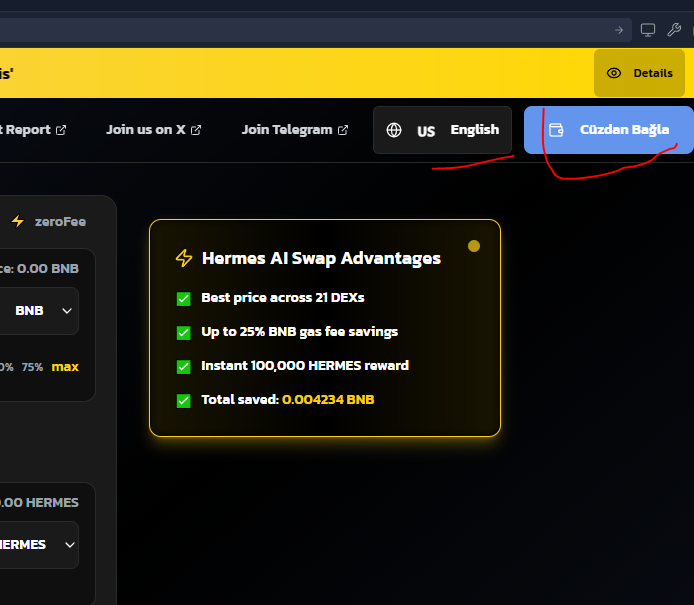 is'
Details
t Report
Join us on X
Join Telegram
US English
Cüzdan Bağla
zeroFee
ce: 0.00 BNB
BNB
0% 75% max
.00 HERMES
HERMES
Hermes AI Swap Advantages
Best price across 21 DEXs
Up to 25% BNB gas fee savings
Instant 100,000 HERMES reward
Total saved: 0.004234 BNB